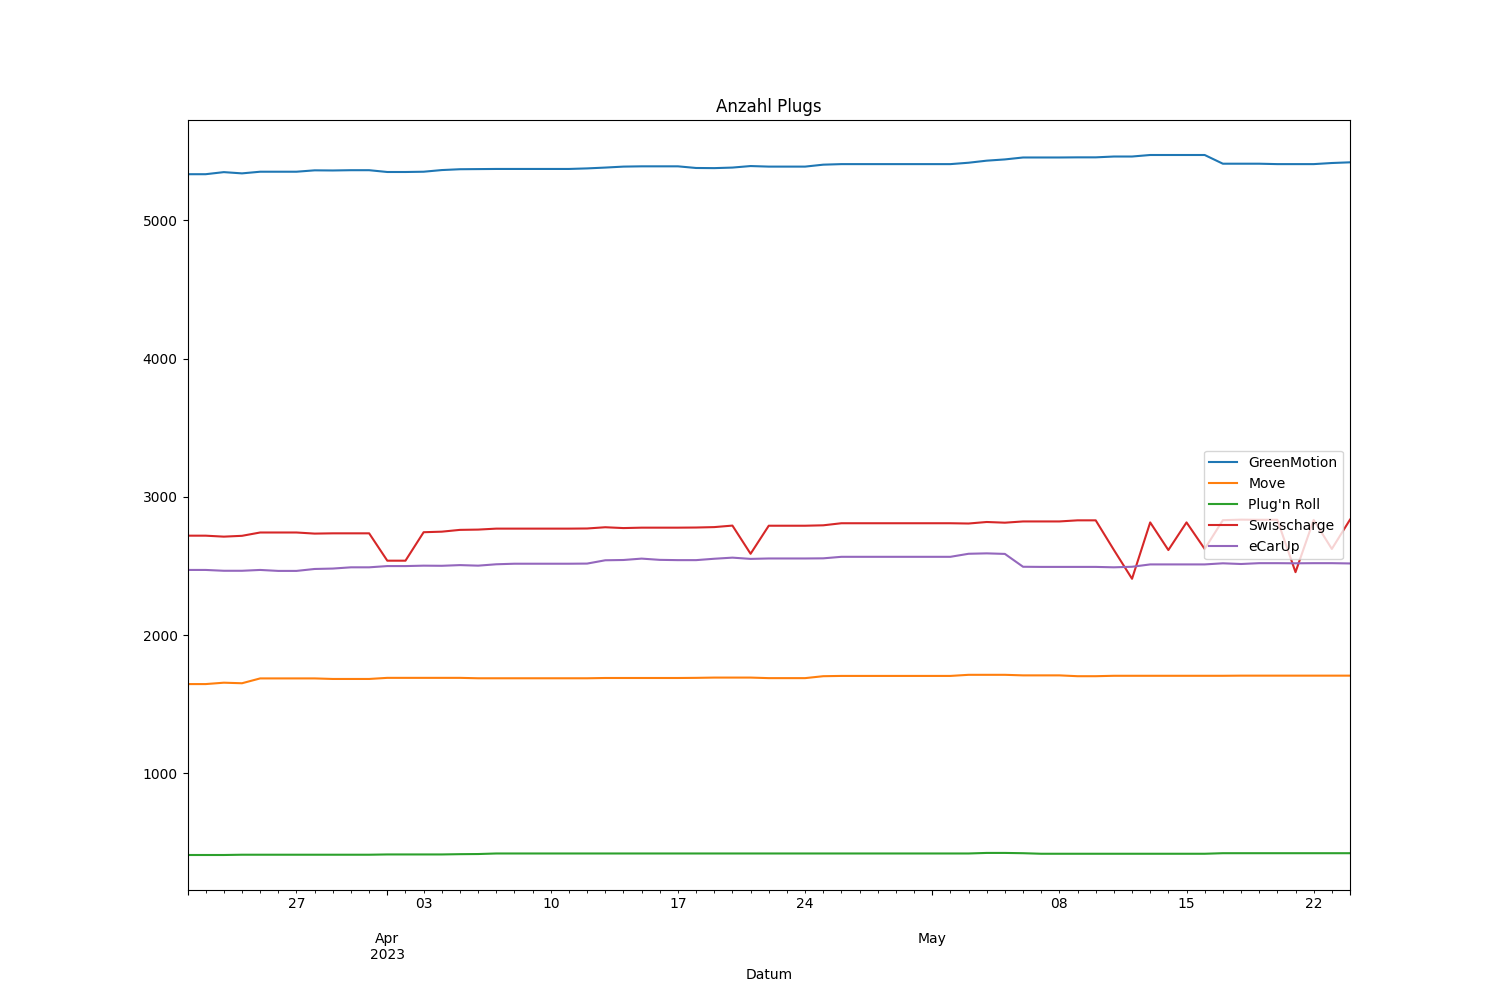 Anzahl Plugs
5000
4000
3000
2000
1000
GreenMotion
Move
Plug'n Roll
Swisscharge
eCarUp
27 03 10 17 24 08 15 22
Apr May
2023
Datum